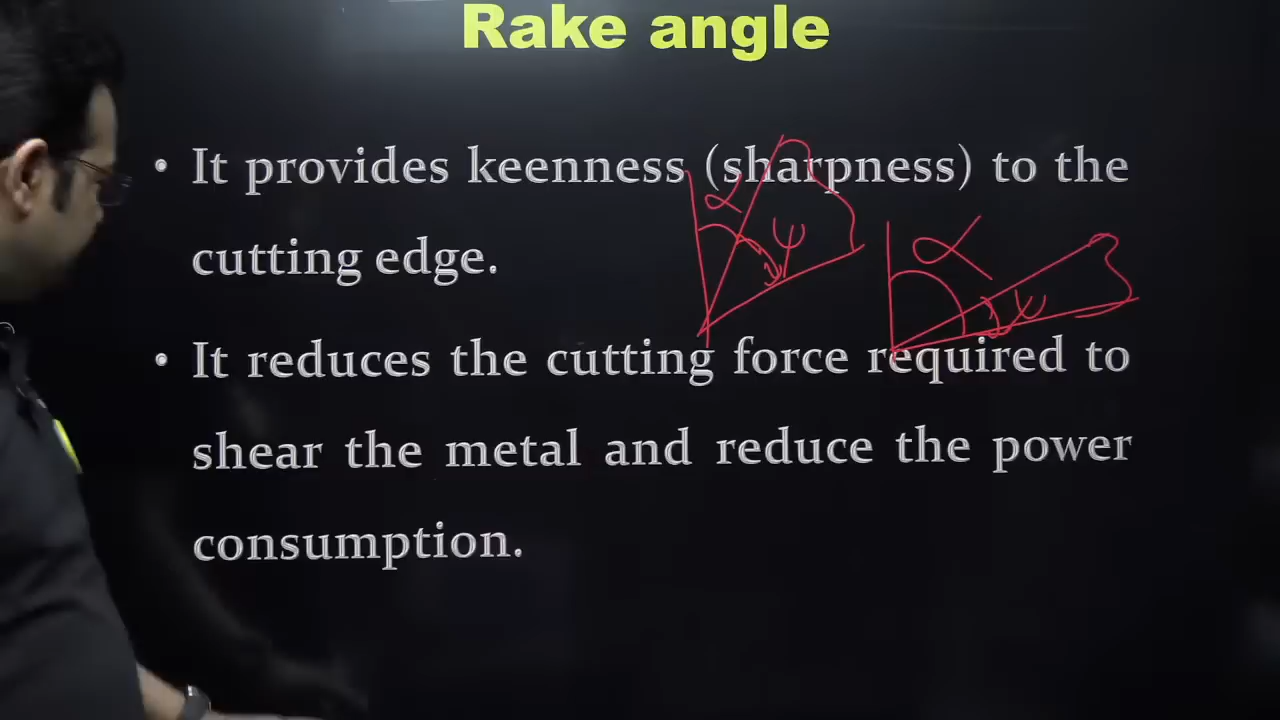 Rake angle
• It provides keenness (sharpness) to the
cutting edge.
α
ψ
α
ψ
• It reduces the cutting force required to
shear the metal and reduce the power
consumption.